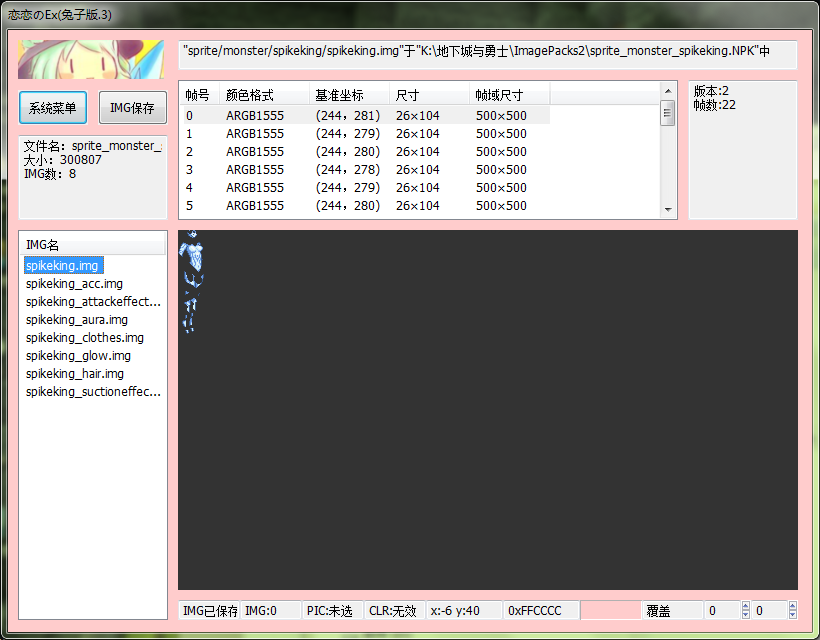 恋恋のEx(兔子版.3)
"sprite/monster/spikeking/spikeking.img"于"K:\地下城与勇士\ImagePacks2\sprite_monster_spikeking.NPK"中
系统菜单 IMG保存
文件名：sprite_monster_
大小：300807
IMG数：8
帧号 颜色格式 基准坐标 尺寸 帧域尺寸
0 ARGB1555 (244，281) 26×104 500×500
1 ARGB1555 (244，279) 26×104 500×500
2 ARGB1555 (244，280) 26×104 500×500
3 ARGB1555 (244，278) 26×104 500×500
4 ARGB1555 (244，279) 26×104 500×500
5 ARGB1555 (244，280) 26×104 500×500
版本:2
帧数:22
IMG名
spikeking.img
spikeking_acc.img
spikeking_attackeffect...
spikeking_aura.img
spikeking_clothes.img
spikeking_glow.img
spikeking_hair.img
spikeking_suctioneffec...
IMG已保存 IMG:0 PIC:未选 CLR:无效 x:-6 y:40 0xFFCCCC 覆盖 0 0